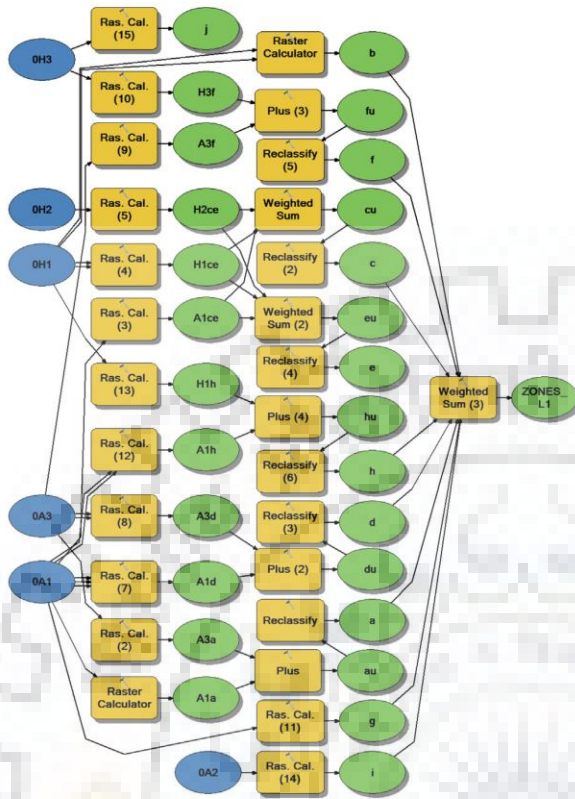 Ras. Cal.
(15)
j
0H3
Raster
Calculator
b
Ras. Cal.
(10)
H3f
Plus (3)
fu
Ras. Cal.
(9)
A3f
Reclassify
(5)
f
0H2
Ras. Cal.
(5)
H2ce
Weighted
Sum
cu
0H1
Ras. Cal.
(4)
H1ce
Reclassify
(2)
c
Ras. Cal.
(3)
A1ce
Weighted
Sum (2)
eu
Reclassify
(4)
e
Ras. Cal.
(13)
H1h
Weighted
Sum (3)
ZONES_
L1
Plus (4)
hu
Ras. Cal.
(12)
A1h
Reclassify
(6)
h
0A3
Ras. Cal.
(8)
A3d
Reclassify
(3)
d
0A1
Ras. Cal.
(7)
A1d
Plus (2)
du
Reclassify
a
Ras. Cal.
(2)
A3a
Plus
au
Raster
Calculator
A1a
Ras. Cal.
(11)
g
0A2
Ras. Cal.
(14)
i